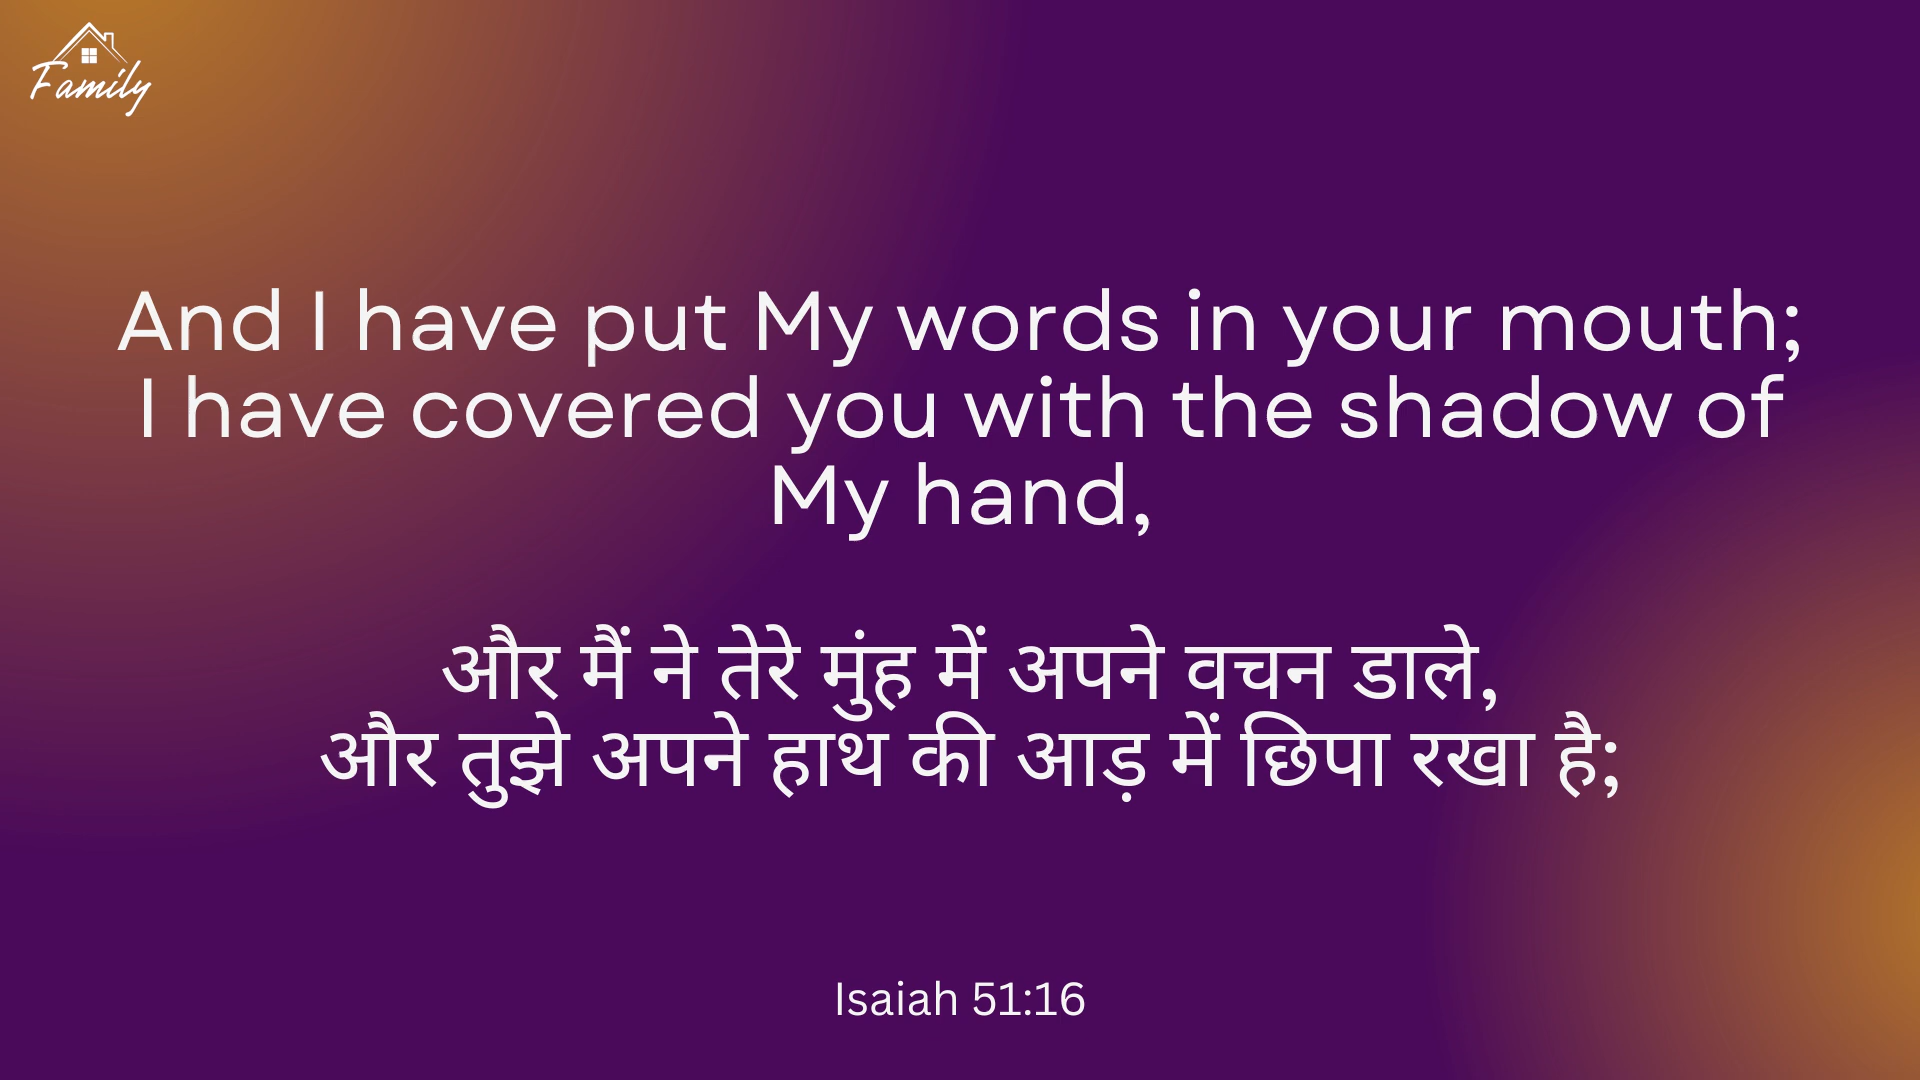 Family
And I have put My words in your mouth;
I have covered you with the shadow of
My hand,
और मैं ने तेरे मुंह में अपने वचन डाले,
और तुझे अपने हाथ की आड़ में छिपा रखा है;
Isaiah 51:16